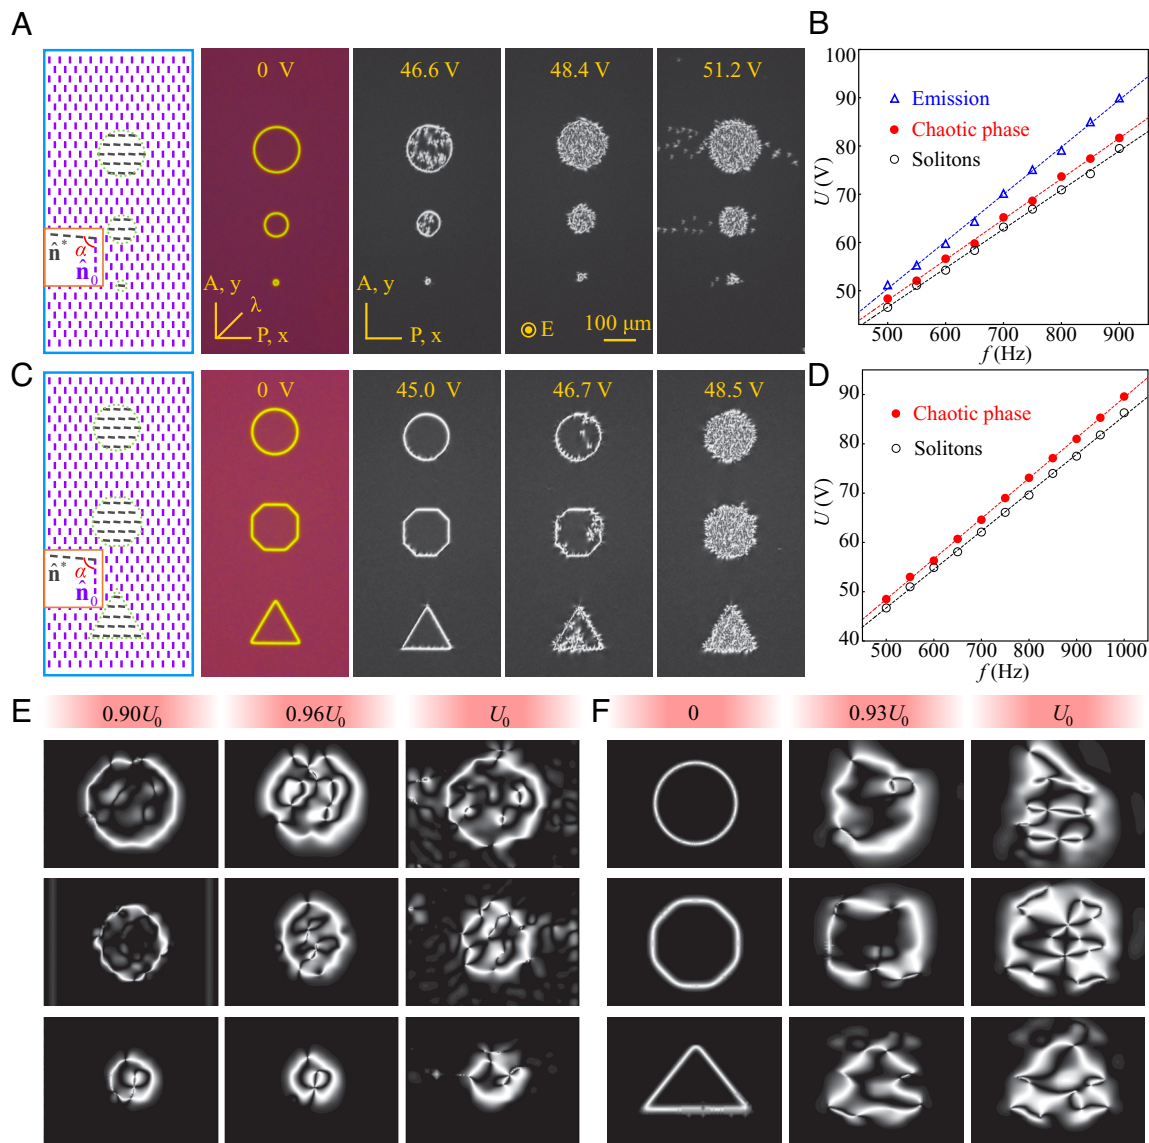 A
0 V
46.6 V
48.4 V
51.2 V
n̂*
α
n̂₀
A, y
λ
P, x
A, y
P, x
E
100 μm
B
100
90
80
70
60
50
U (V)
Emission
Chaotic phase
Solitons
500
600
700
800
900
f (Hz)
C
0 V
45.0 V
46.7 V
48.5 V
n̂*
α
n̂₀
D
90
80
70
60
50
40
U (V)
Chaotic phase
Solitons
500
600
700
800
900
1000
f (Hz)
E
0.90U₀
0.96U₀
U₀
F
0
0.93U₀
U₀